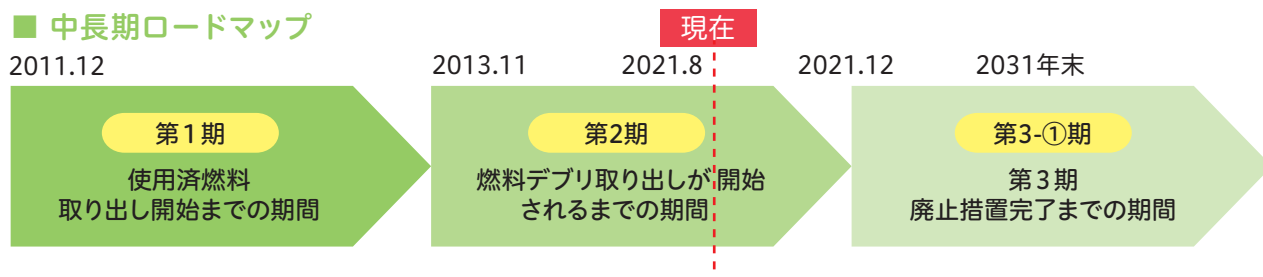 ■ 中長期ロードマップ
現在
2011.12
2013.11
2021.8
2021.12
2031年末
第1期
使用済燃料
取り出し開始までの期間
第2期
燃料デブリ取り出しが開始
されるまでの期間
第3-①期
第3期
廃止措置完了までの期間